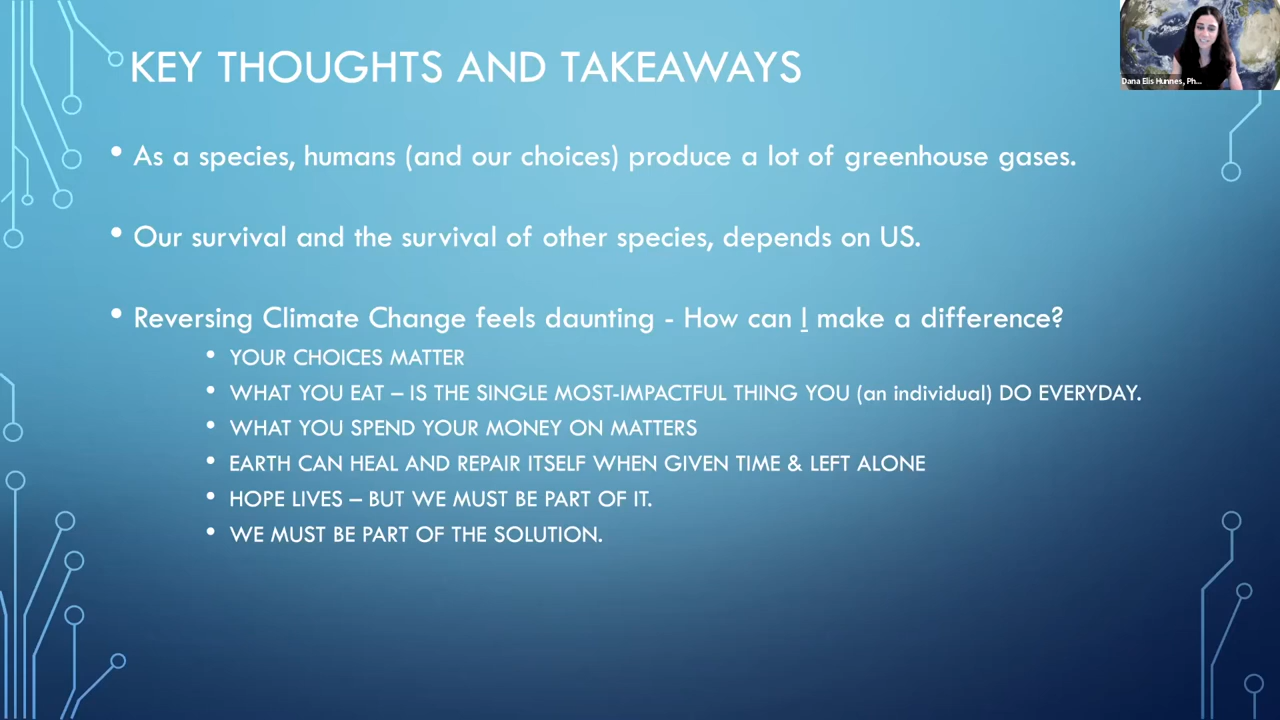 KEY THOUGHTS AND TAKEAWAYS
Dana Elis Hunnes, Ph...
• As a species, humans (and our choices) produce a lot of greenhouse gases.
• Our survival and the survival of other species, depends on US.
• Reversing Climate Change feels daunting - How can I make a difference?
• YOUR CHOICES MATTER
• WHAT YOU EAT – IS THE SINGLE MOST-IMPACTFUL THING YOU (an individual) DO EVERYDAY.
• WHAT YOU SPEND YOUR MONEY ON MATTERS
• EARTH CAN HEAL AND REPAIR ITSELF WHEN GIVEN TIME & LEFT ALONE
• HOPE LIVES – BUT WE MUST BE PART OF IT.
• WE MUST BE PART OF THE SOLUTION.